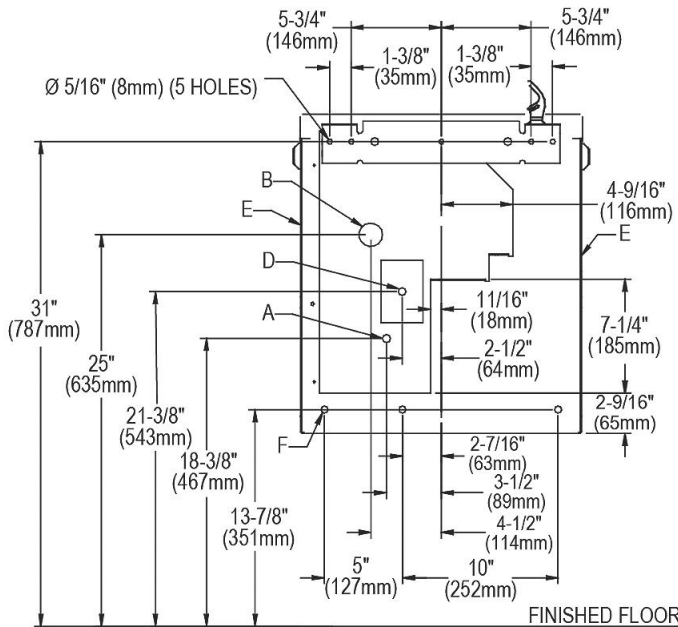 5-3/4"
(146mm)
5-3/4"
(146mm)
1-3/8"
(35mm)
1-3/8"
(35mm)
Ø 5/16" (8mm) (5 HOLES)
B
E
4-9/16"
(116mm)
E
D
A
11/16"
(18mm)
7-1/4"
(185mm)
31"
(787mm)
25"
(635mm)
2-1/2"
(64mm)
21-3/8"
(543mm)
2-9/16"
(65mm)
18-3/8"
(467mm)
F
2-7/16"
(63mm)
3-1/2"
(89mm)
13-7/8"
(351mm)
4-1/2"
(114mm)
5"
(127mm)
10"
(252mm)
FINISHED FLOOR